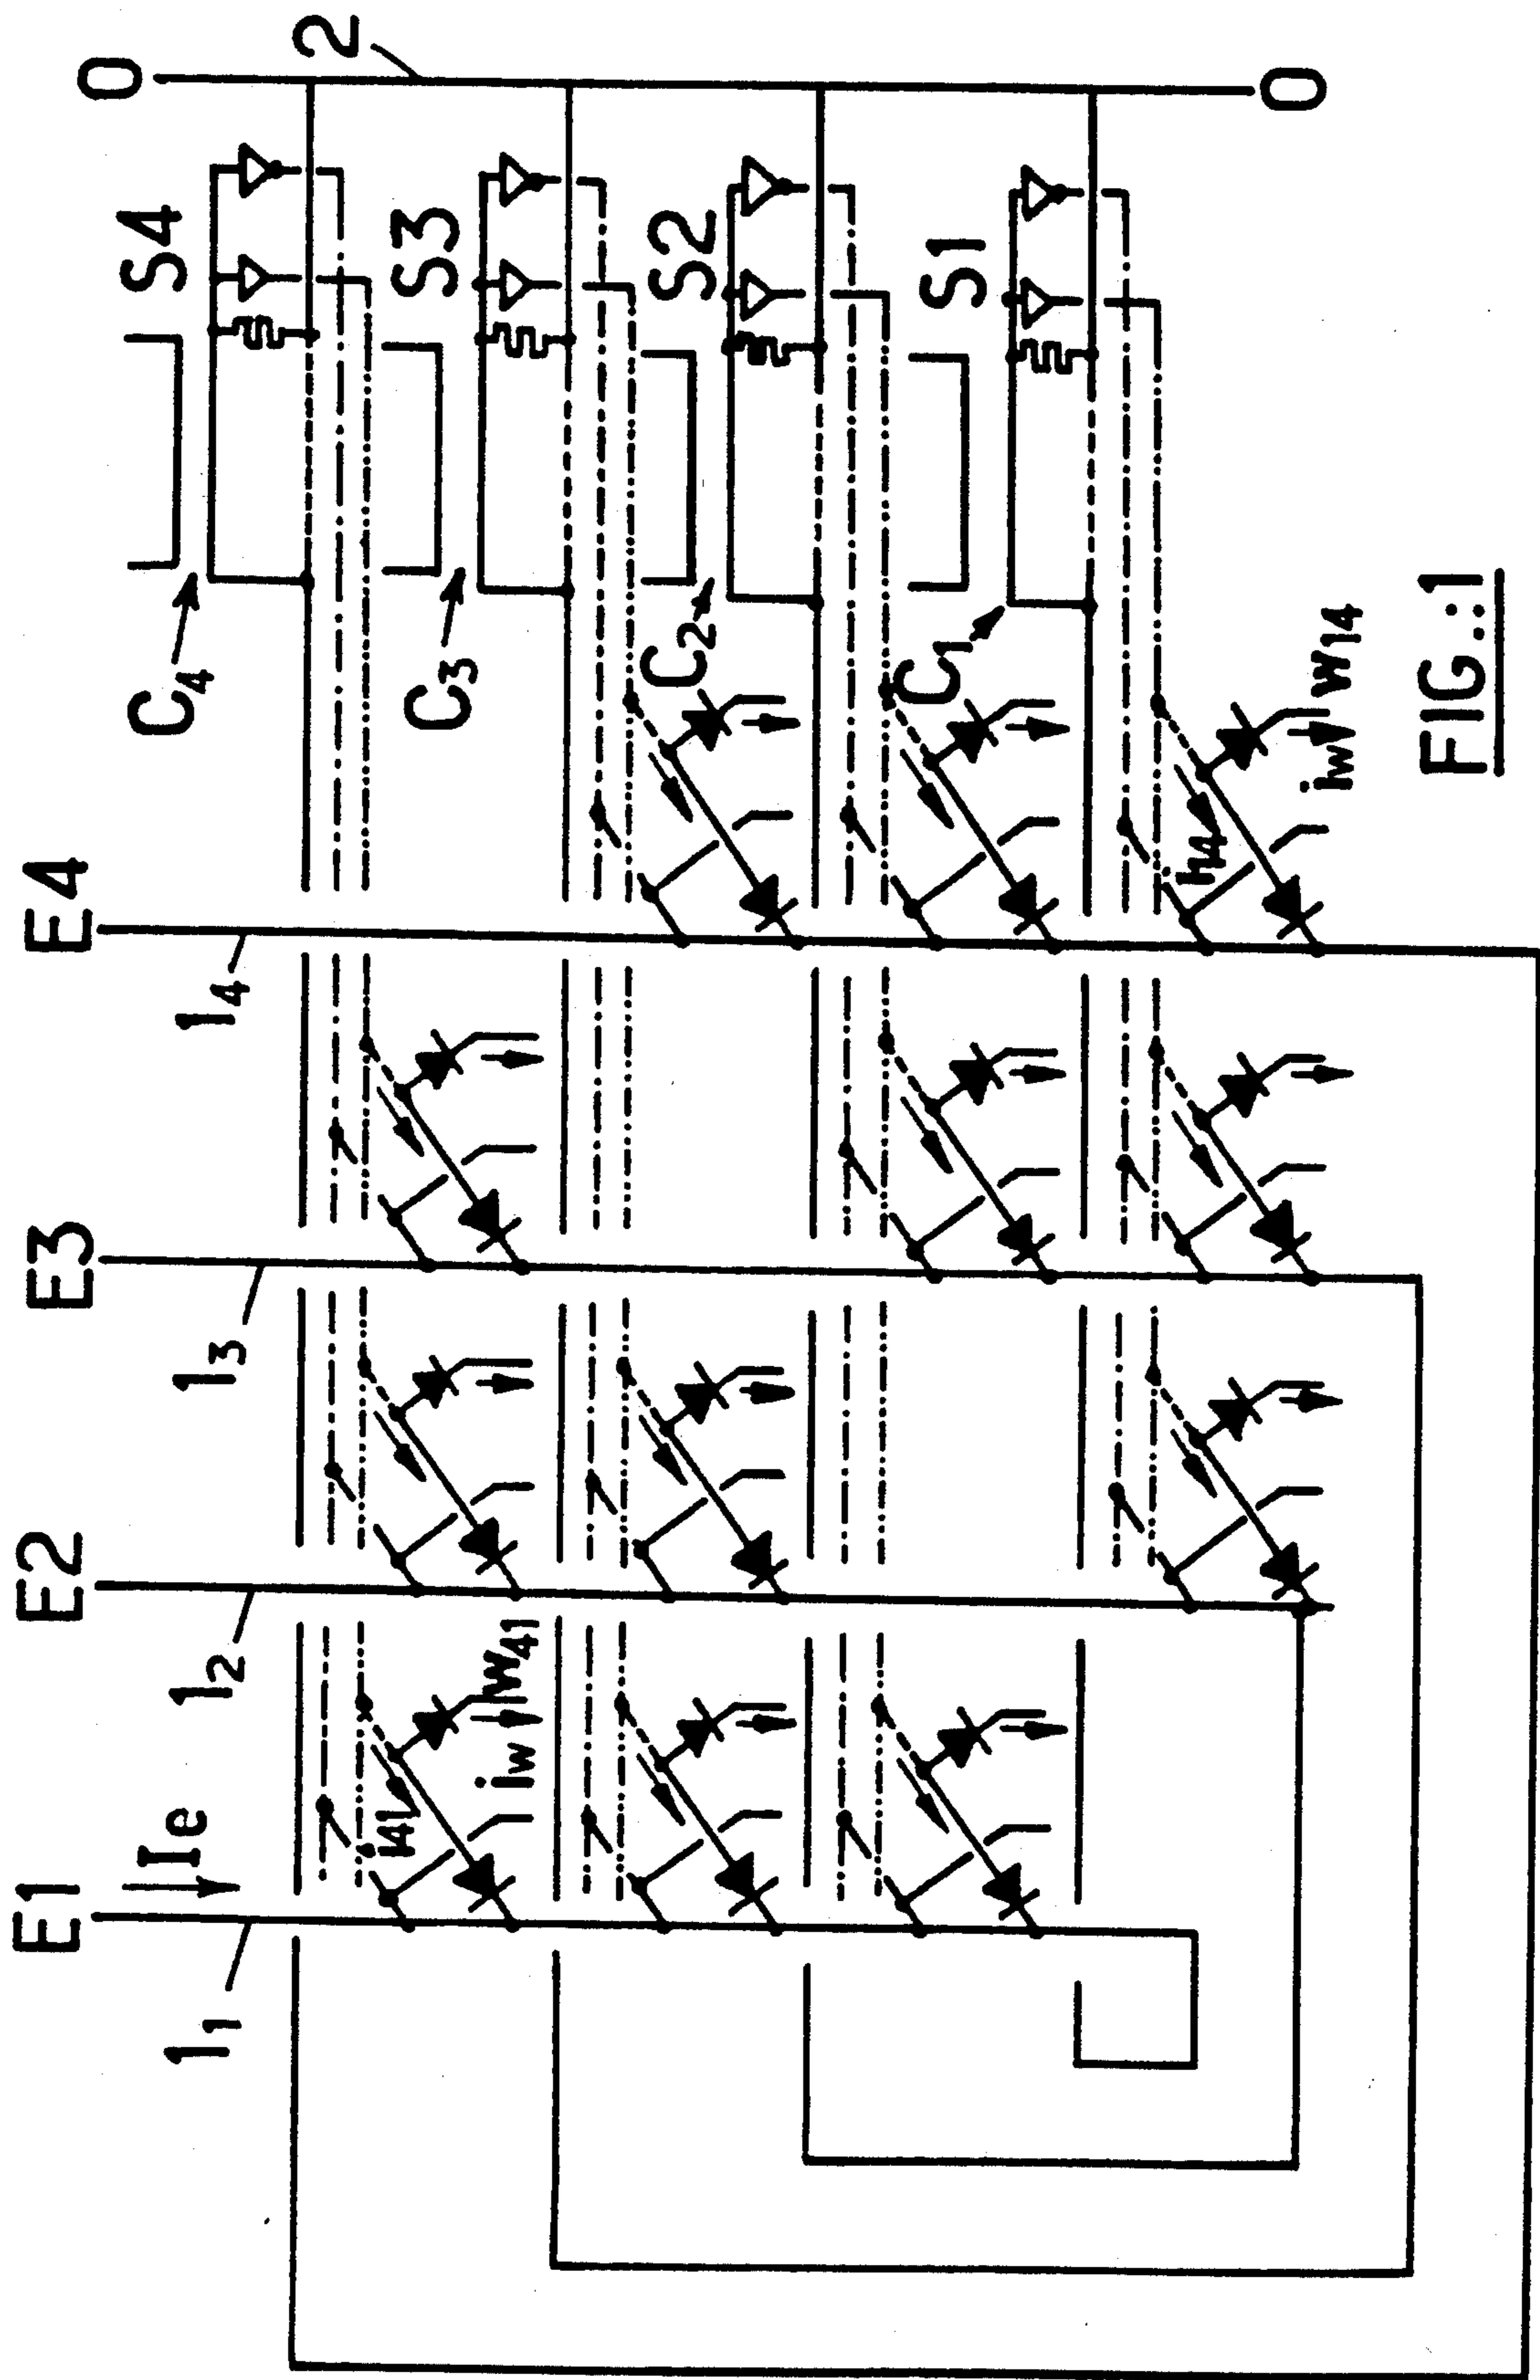 E1
E2
E3
E4
Ie
1₁
1₂
1₃
1₄
C₄
S4
0
2
i₄₁
iw
W₄₁
C₃
S3
C₂
S2
C₁
S1
i₁₄
iw
W₁₄
0
FIG.:1